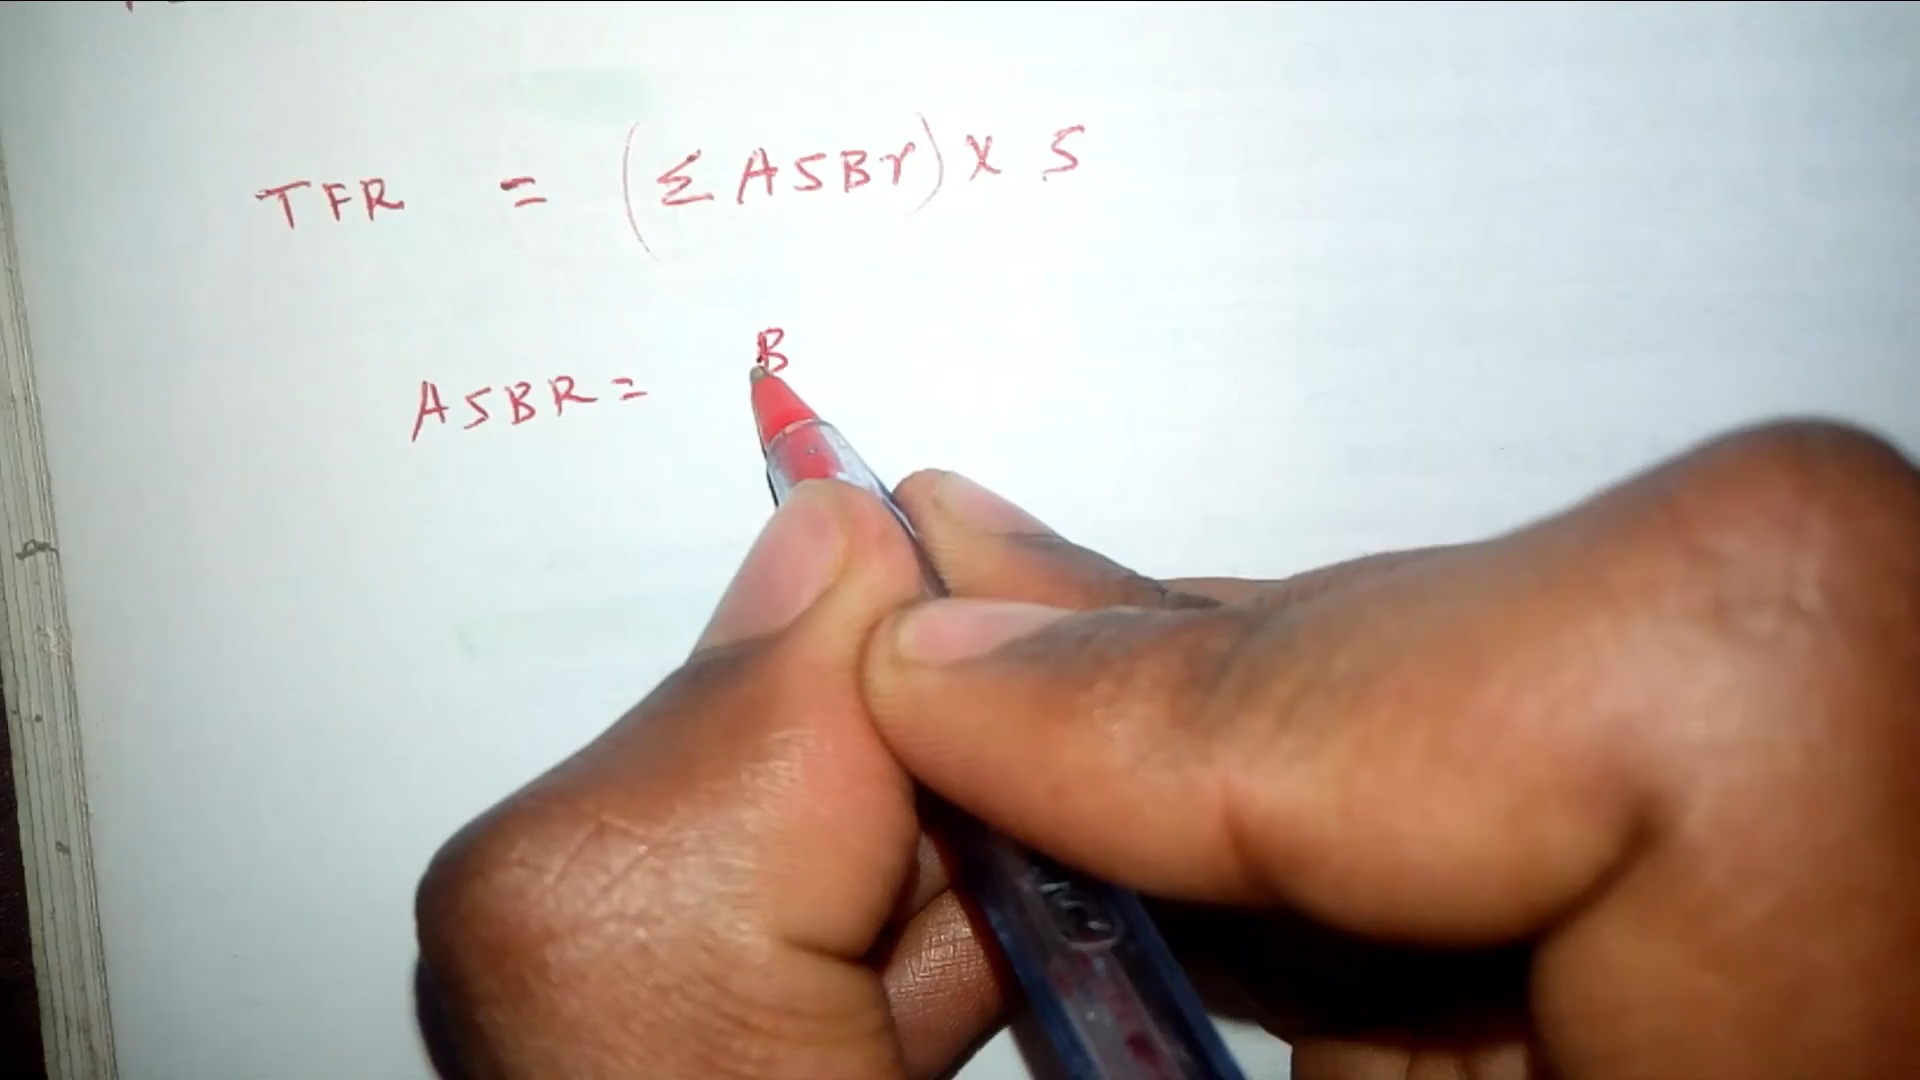 TFR = (Σ ASBr) x 5
ASBR = B